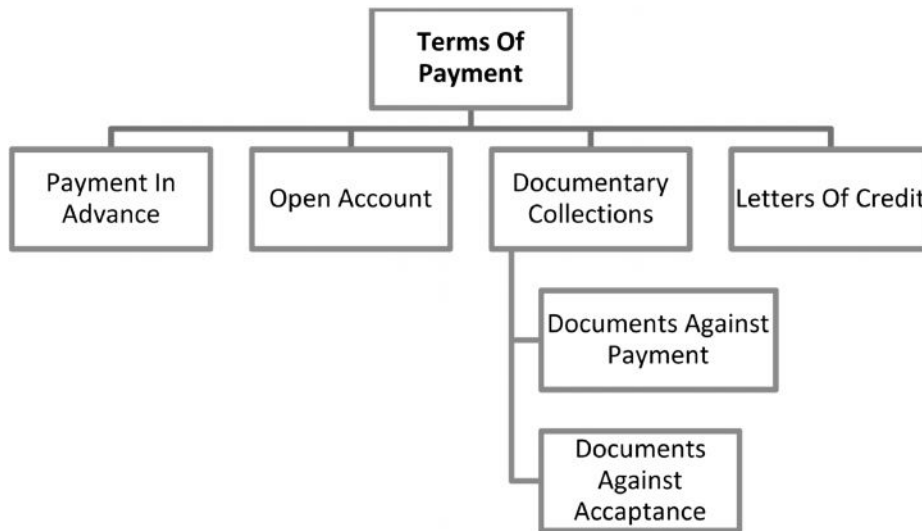 Terms Of
Payment
Payment In
Advance
Open Account
Documentary
Collections
Letters Of Credit
Documents Against
Payment
Documents
Against
Accaptance